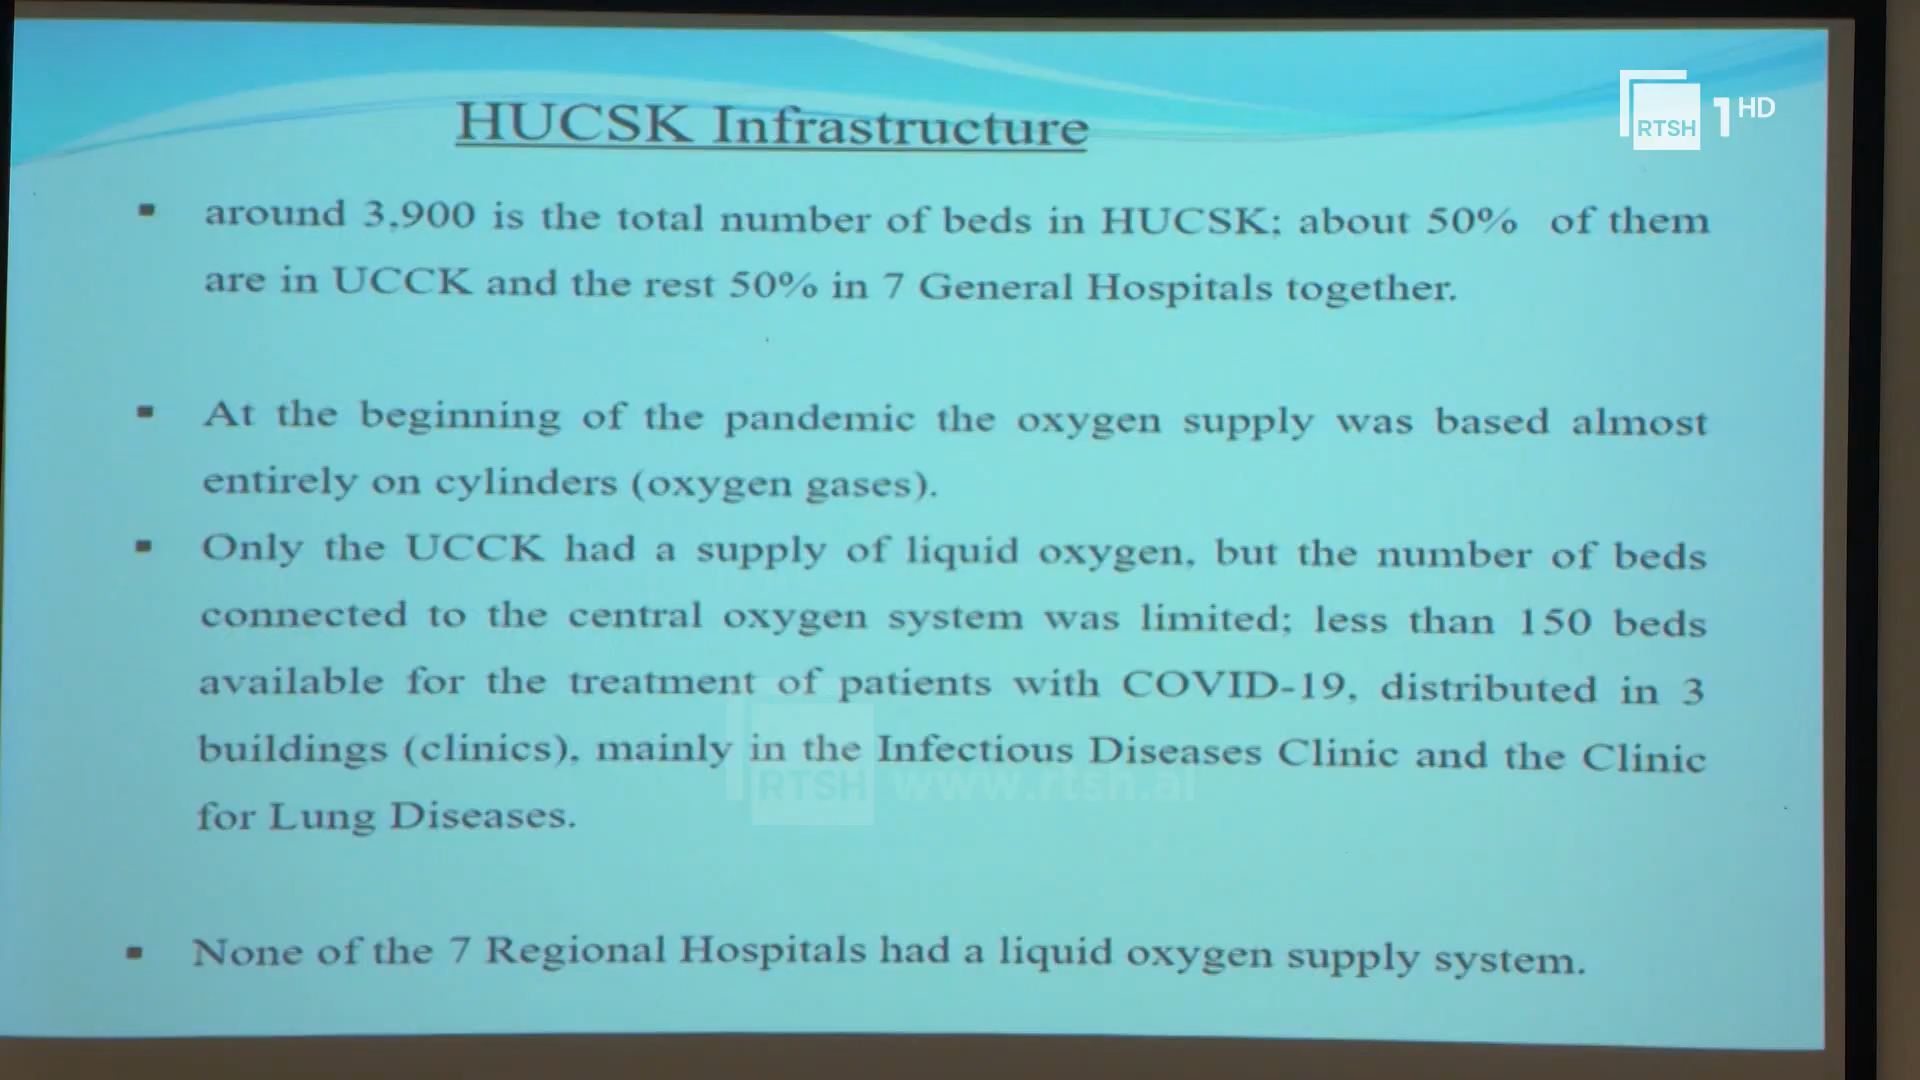 HUCSK Infrastructure
RTSH 1 HD
▪ around 3,900 is the total number of beds in HUCSK; about 50% of them
are in UCCK and the rest 50% in 7 General Hospitals together.
▪ At the beginning of the pandemic the oxygen supply was based almost
entirely on cylinders (oxygen gases).
▪ Only the UCCK had a supply of liquid oxygen, but the number of beds
connected to the central oxygen system was limited; less than 150 beds
available for the treatment of patients with COVID-19, distributed in 3
buildings (clinics), mainly in the Infectious Diseases Clinic and the Clinic
RTSH www.rtsh.al
for Lung Diseases.
▪ None of the 7 Regional Hospitals had a liquid oxygen supply system.